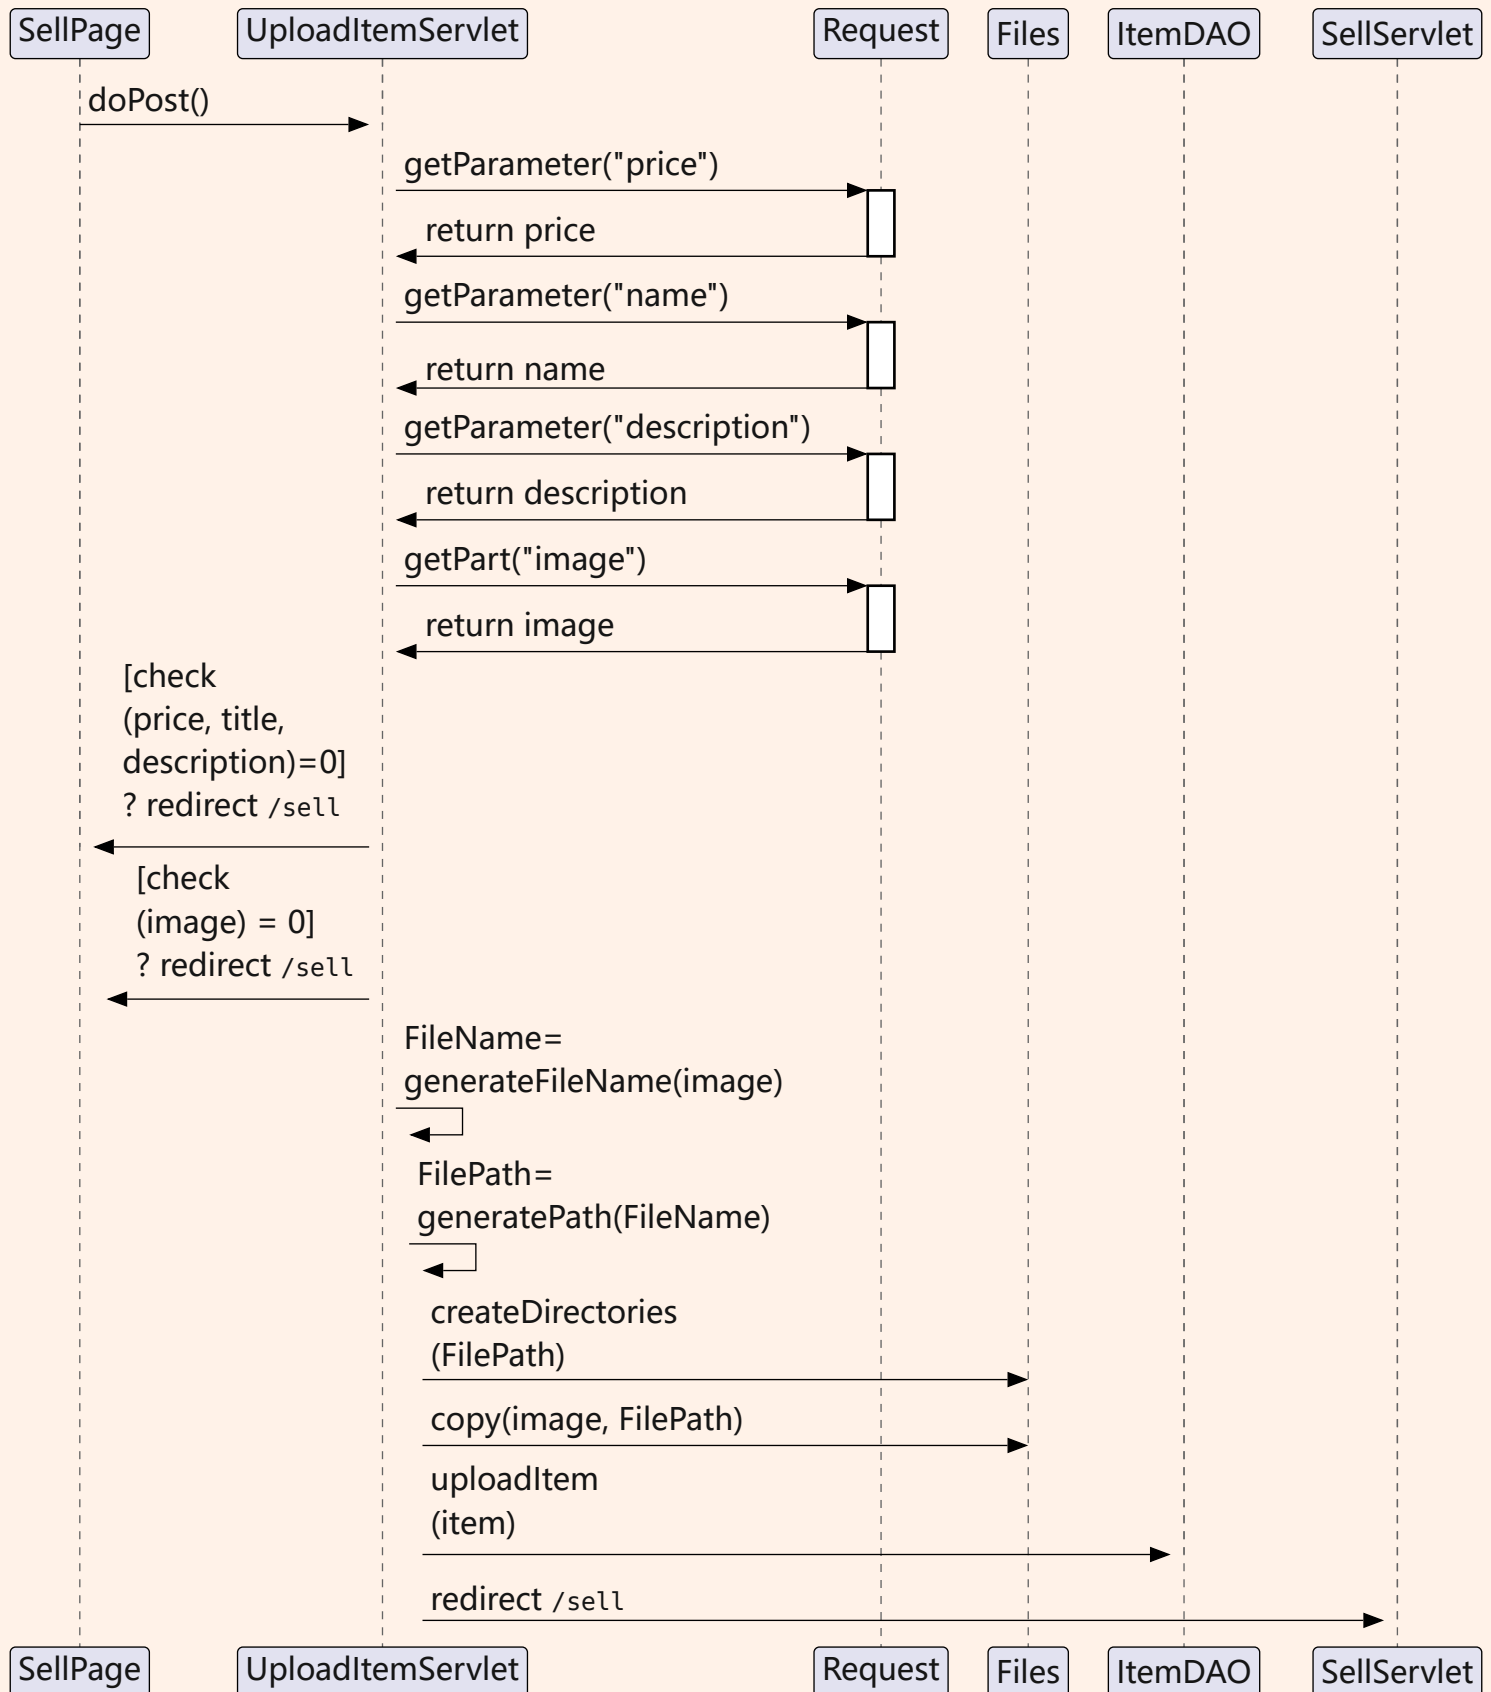 SellPage
UploadItemServlet
Request
Files
ItemDAO
SellServlet
doPost()
getParameter("price")
return price
getParameter("name")
return name
getParameter("description")
return description
getPart("image")
return image
[check
(price, title,
description)=0]
? redirect /sell
[check
(image) = 0]
? redirect /sell
FileName=
generateFileName(image)
FilePath=
generatePath(FileName)
createDirectories
(FilePath)
copy(image, FilePath)
uploadItem
(item)
redirect /sell
SellPage
UploadItemServlet
Request
Files
ItemDAO
SellServlet